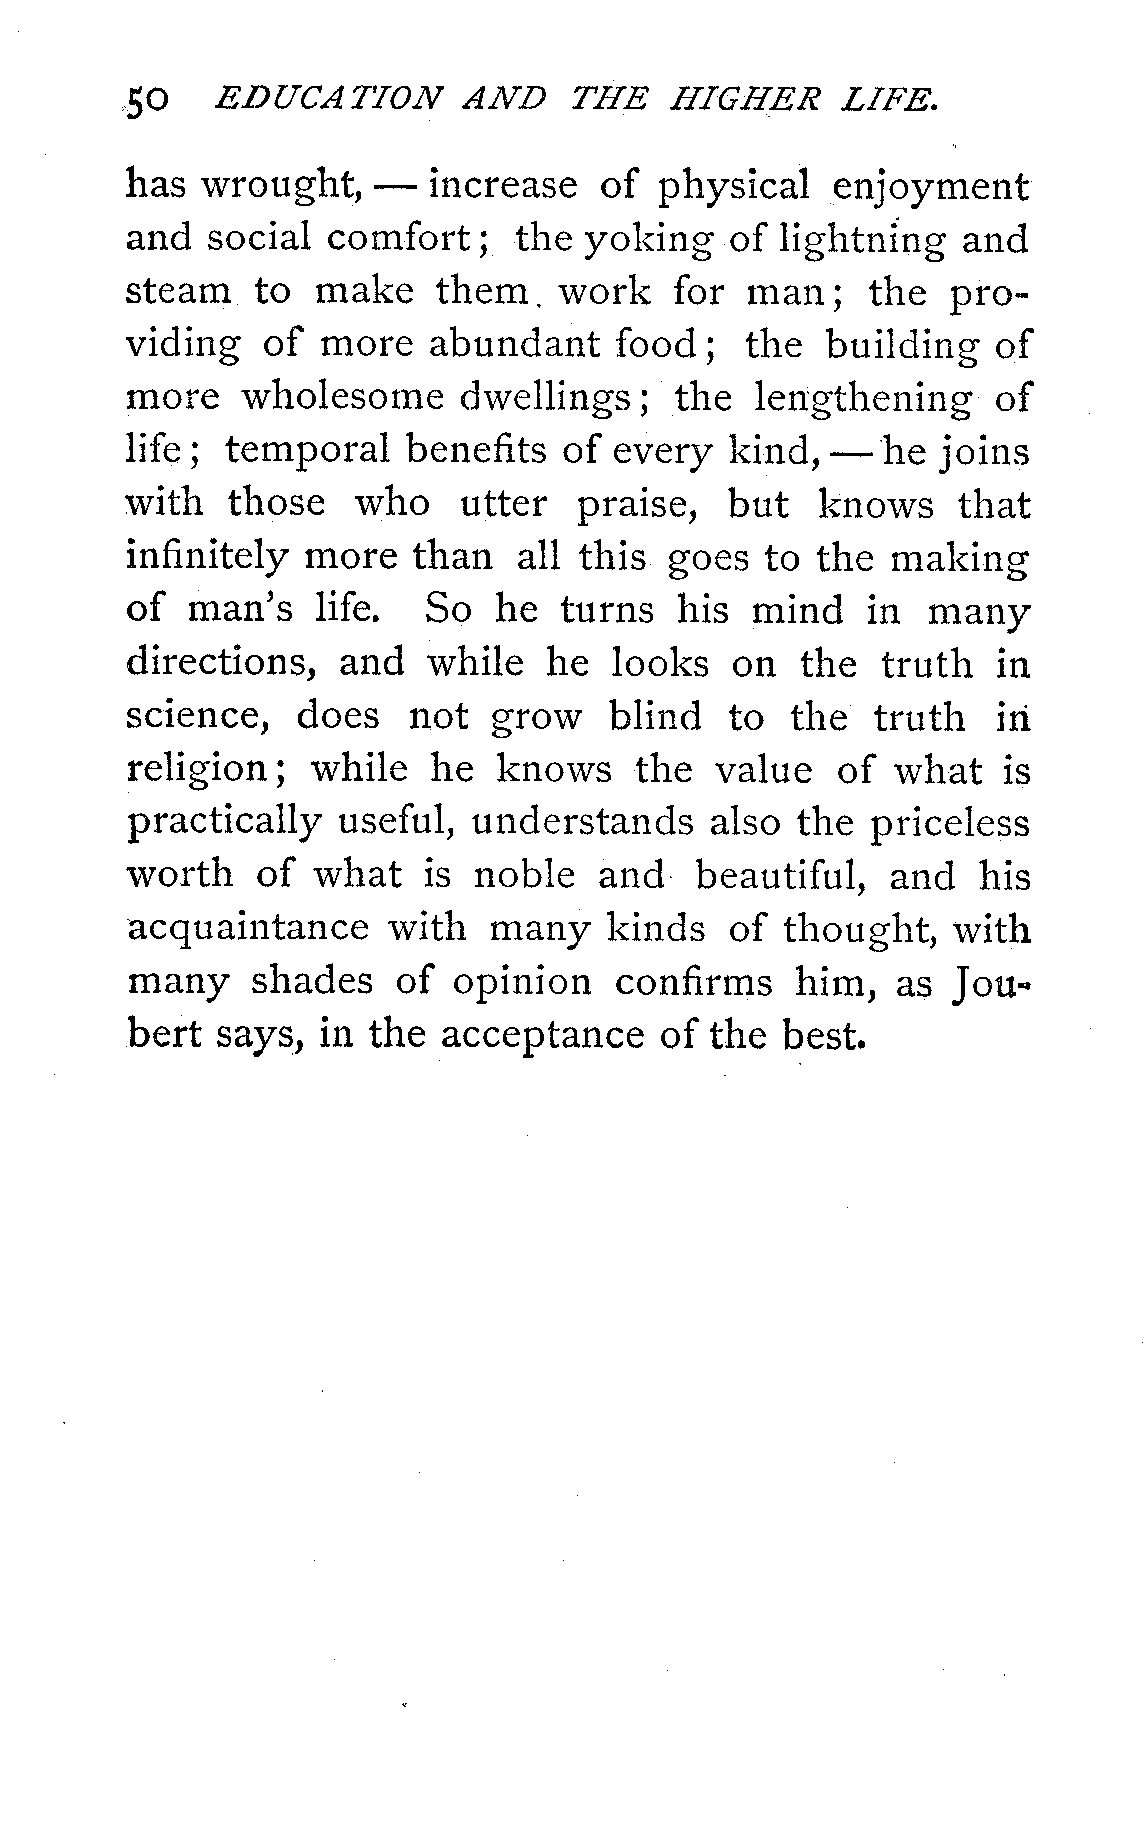 50 EDUCATION AND THE HIGHER LIFE.
has wrought, — increase of physical enjoyment
and social comfort; the yoking of lightning and
steam to make them work for man; the pro-
viding of more abundant food; the building of
more wholesome dwellings; the lengthening of
life; temporal benefits of every kind, — he joins
with those who utter praise, but knows that
infinitely more than all this goes to the making
of man's life. So he turns his mind in many
directions, and while he looks on the truth in
science, does not grow blind to the truth in
religion; while he knows the value of what is
practically useful, understands also the priceless
worth of what is noble and beautiful, and his
acquaintance with many kinds of thought, with
many shades of opinion confirms him, as Jou-
bert says, in the acceptance of the best.